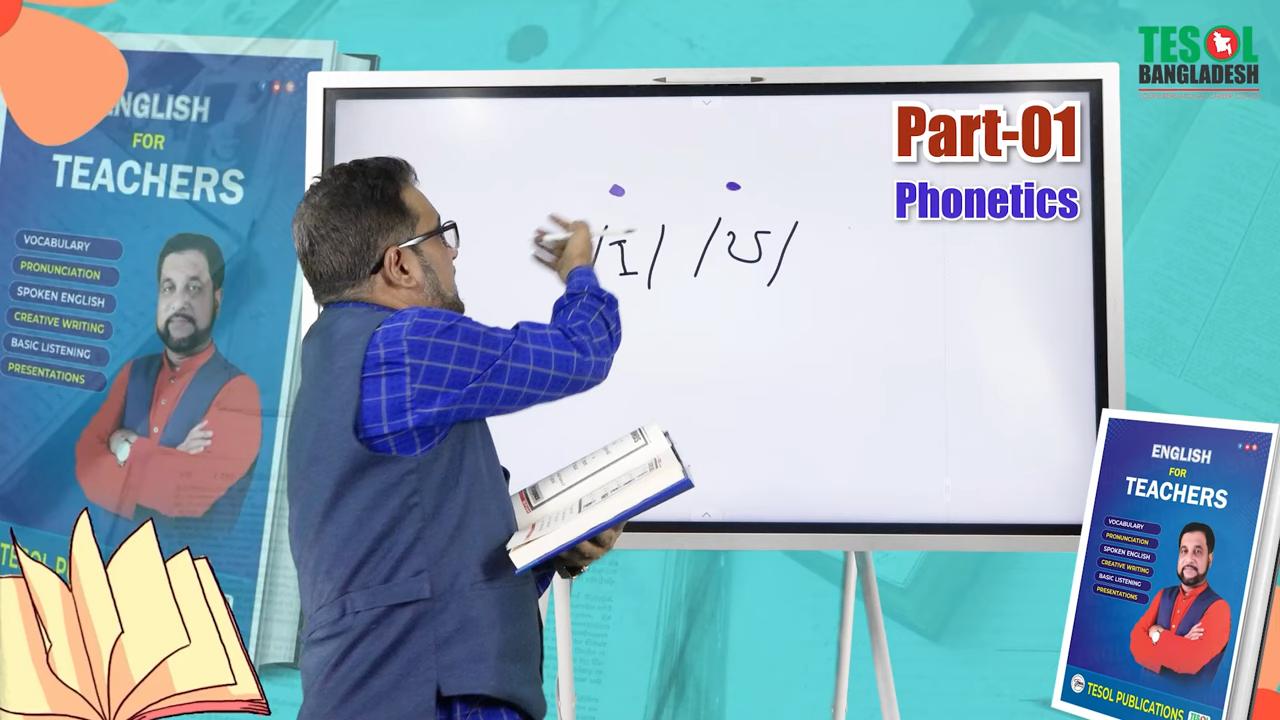 TESOL
BANGLADESH
Part-01
Phonetics
/I/ /ʊ/
ENGLISH
FOR
TEACHERS
VOCABULARY
PRONUNCIATION
SPOKEN ENGLISH
CREATIVE WRITING
BASIC LISTENING
PRESENTATIONS
TE
ENGLISH
FOR
TEACHERS
VOCABULARY
PRONUNCIATION
SPOKEN ENGLISH
CREATIVE WRITING
BASIC LISTENING
PRESENTATIONS
TESOL PUBLICATIONS